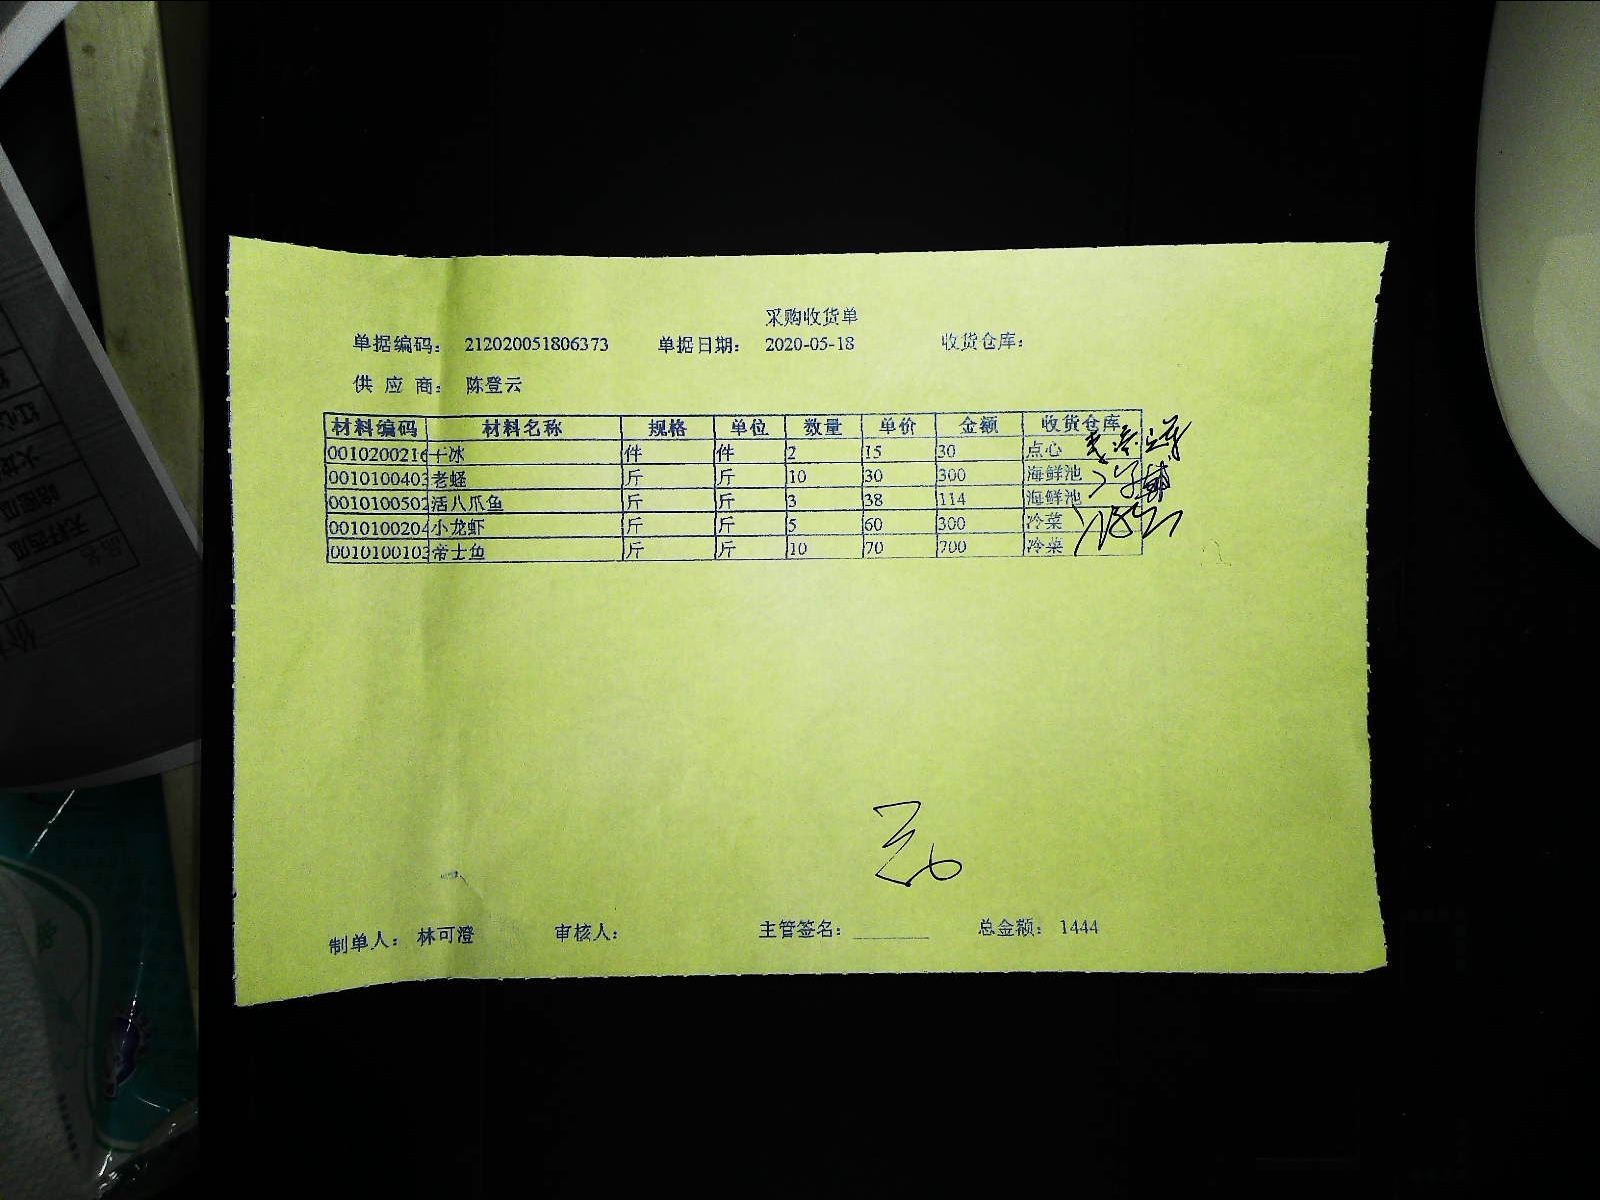 采购收货单
单据编码： 212020051806373 单据日期： 2020-05-18 收货仓库：
供 应 商： 陈登云
材料编码 材料名称 规格 单位 数量 单价 金额 收货仓库
0010200216 干冰 件 件 2 15 30 点心
0010100403 老蛏 斤 斤 10 30 300 海鲜池
0010100502 活八爪鱼 斤 斤 3 38 114 海鲜池
0010100204 小龙虾 斤 斤 5 60 300 冷菜
0010100103 帝士鱼 斤 斤 10 70 700 冷菜
制单人： 林可澄 审核人： 主管签名： 总金额： 1444